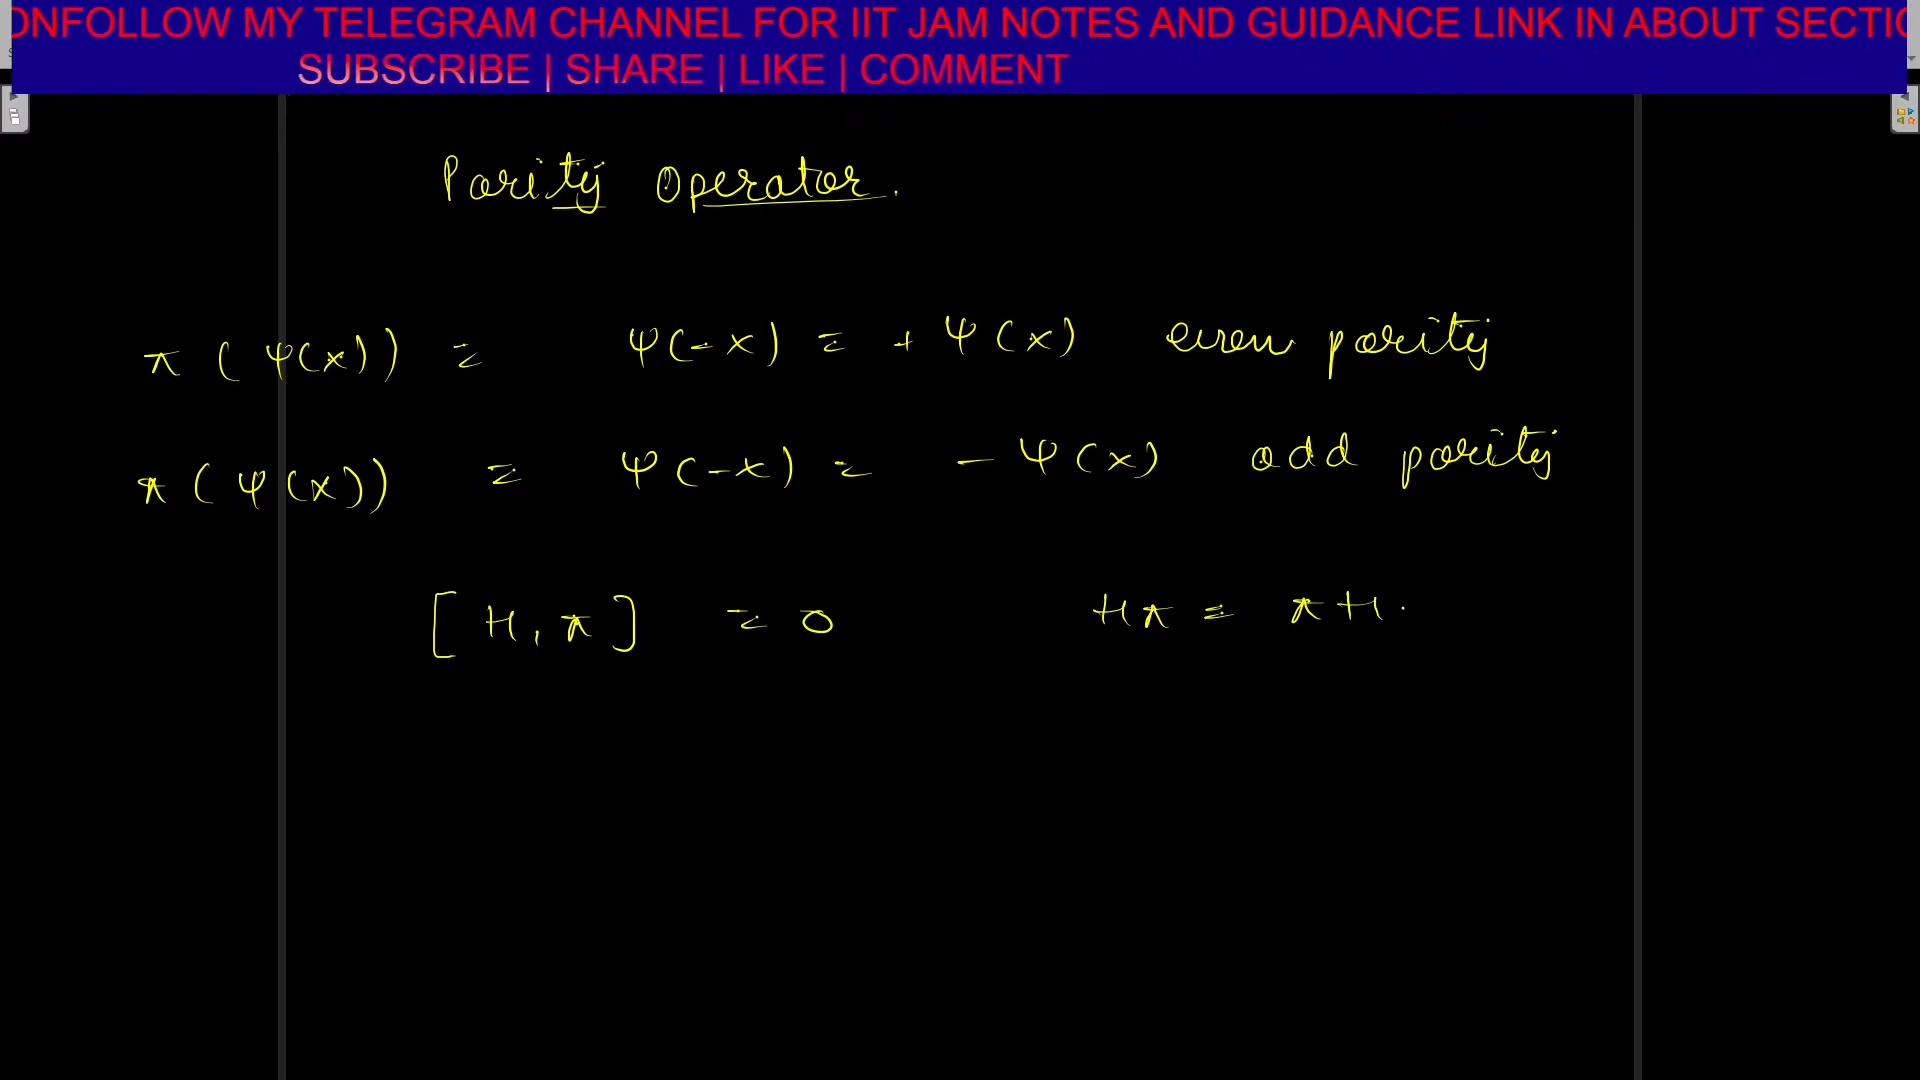 ONFOLLOW MY TELEGRAM CHANNEL FOR IIT JAM NOTES AND GUIDANCE LINK IN ABOUT SECTIO
SUBSCRIBE | SHARE | LIKE | COMMENT
Parity Operator.
π (ψ(x)) = ψ(-x) = + ψ(x) even parity
π (ψ(x)) = ψ(-x) = - ψ(x) odd parity
[H, π] = 0 Hπ = πH.